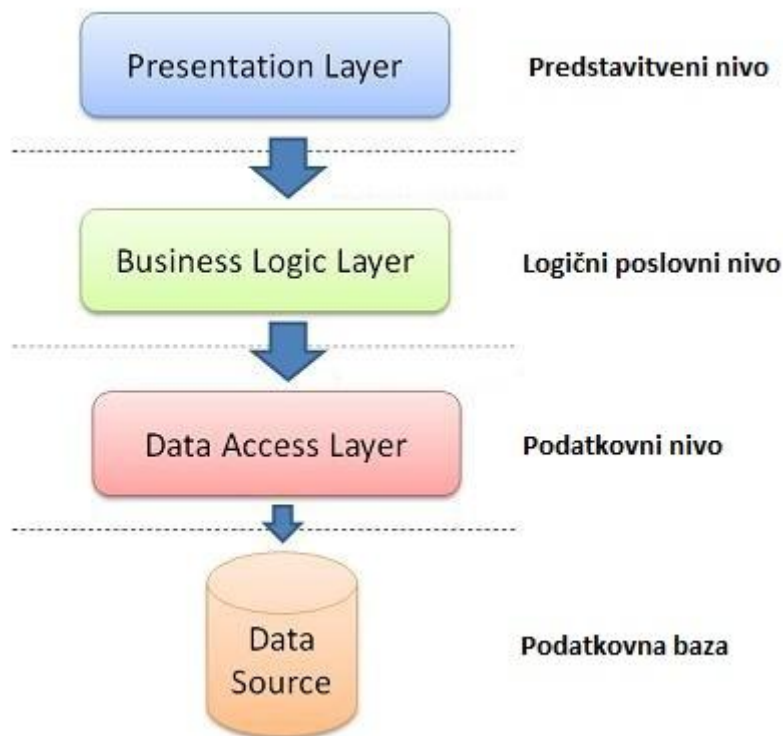 Presentation Layer
Predstavitveni nivo
Business Logic Layer
Logični poslovni nivo
Data Access Layer
Podatkovni nivo
Data
Source
Podatkovna baza